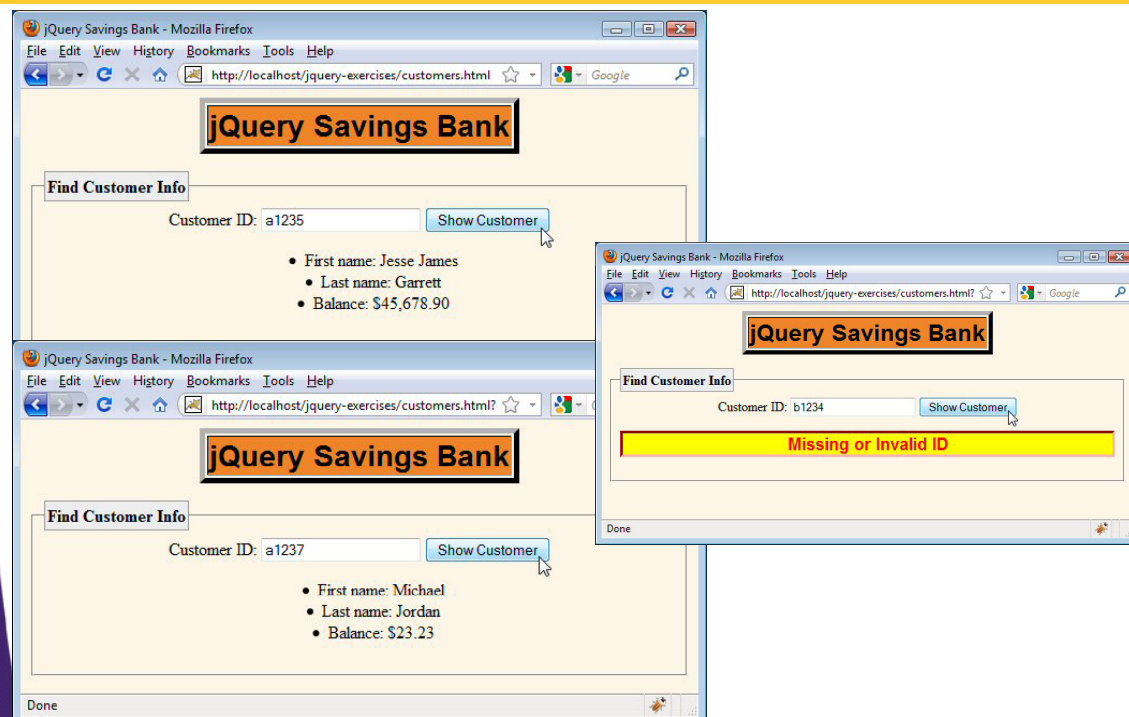 jQuery Savings Bank - Mozilla Firefox
File Edit View History Bookmarks Tools Help
http://localhost/jquery-exercises/customers.html
Google
jQuery Savings Bank
Find Customer Info
Customer ID: a1235 Show Customer
• First name: Jesse James
• Last name: Garrett
• Balance: $45,678.90
jQuery Savings Bank - Mozilla Firefox
File Edit View History Bookmarks Tools Help
http://localhost/jquery-exercises/customers.html?
jQuery Savings Bank
Find Customer Info
Customer ID: a1237 Show Customer
• First name: Michael
• Last name: Jordan
• Balance: $23.23
Done
jQuery Savings Bank - Mozilla Firefox
File Edit View History Bookmarks Tools Help
http://localhost/jquery-exercises/customers.html?
Google
jQuery Savings Bank
Find Customer Info
Customer ID: b1234 Show Customer
Missing or Invalid ID
Done